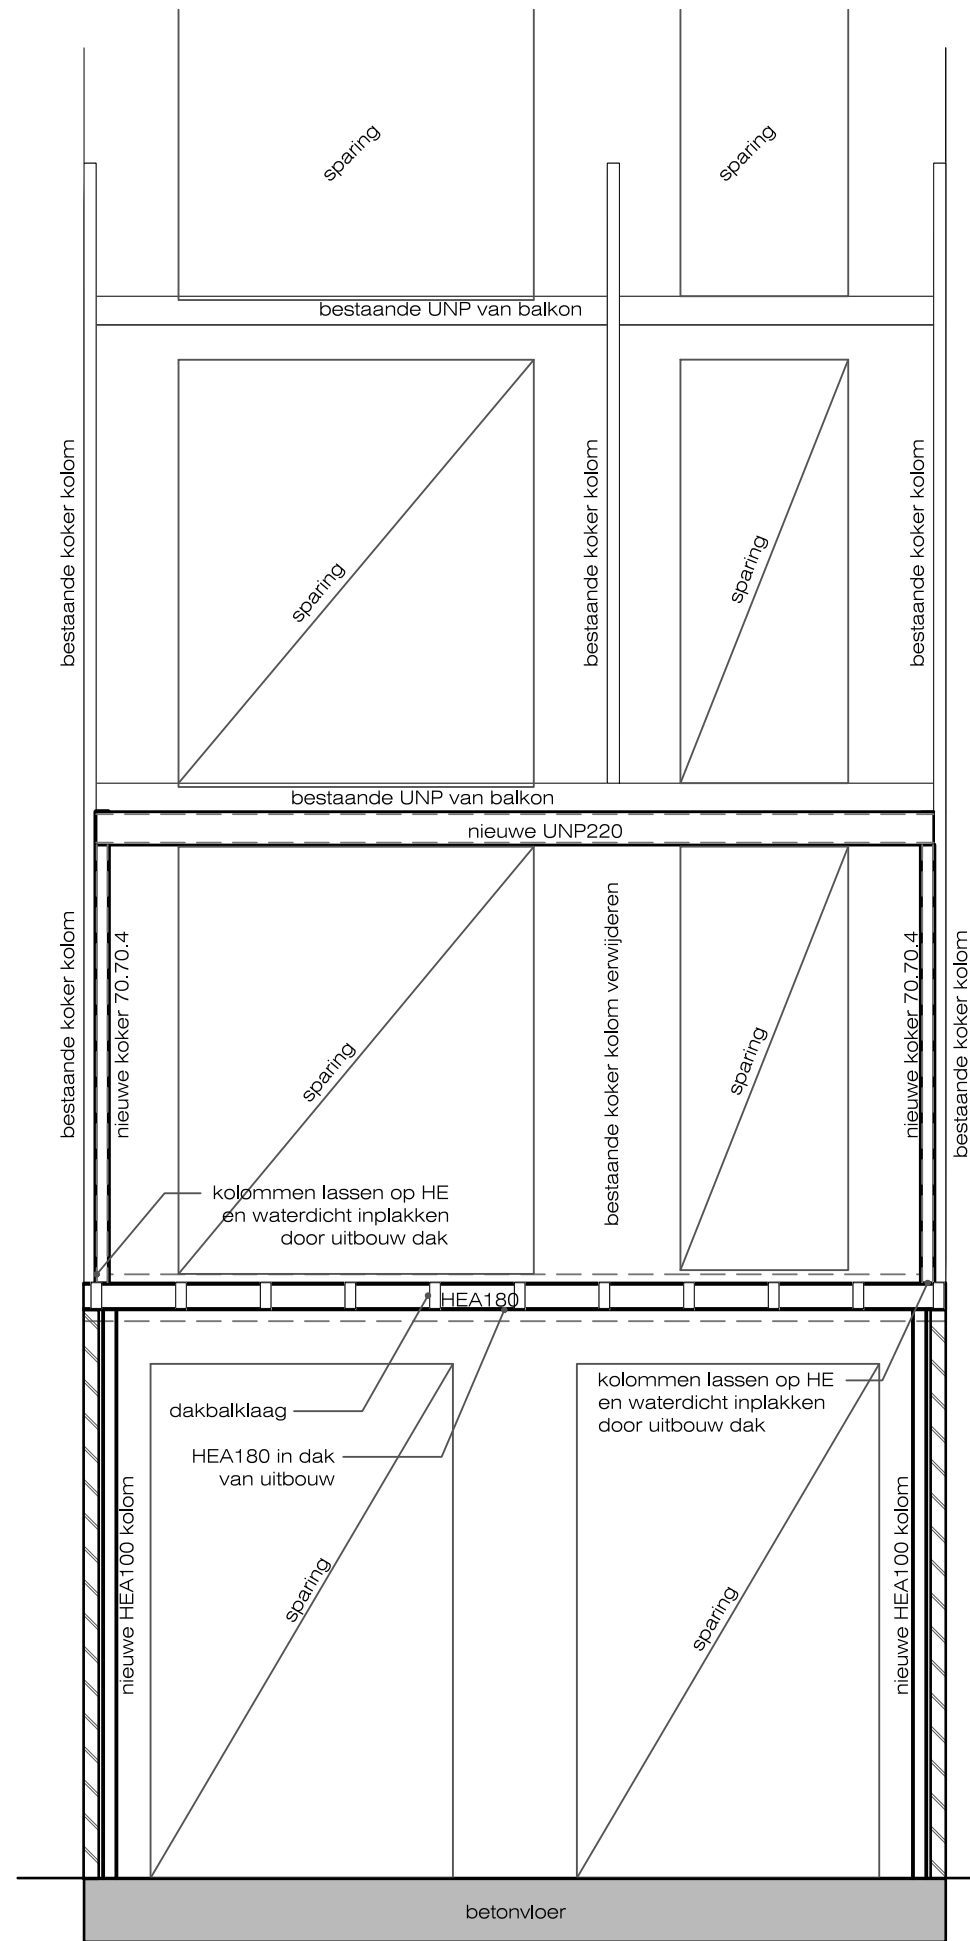 sparing
sparing
bestaande UNP van balkon
bestaande koker kolom
bestaande koker kolom
bestaande koker kolom
sparing
sparing
bestaande UNP van balkon
nieuwe UNP220
bestaande koker kolom
nieuwe koker 70.70.4
sparing
bestaande koker kolom verwijderen
sparing
nieuwe koker 70.70.4
bestaande koker kolom
kolommen lassen op HE
en waterdicht inplakken
door uitbouw dak
HEA180
kolommen lassen op HE
en waterdicht inplakken
door uitbouw dak
dakbalklaag
HEA180 in dak
van uitbouw
nieuwe HEA100 kolom
sparing
sparing
nieuwe HEA100 kolom
betonvloer